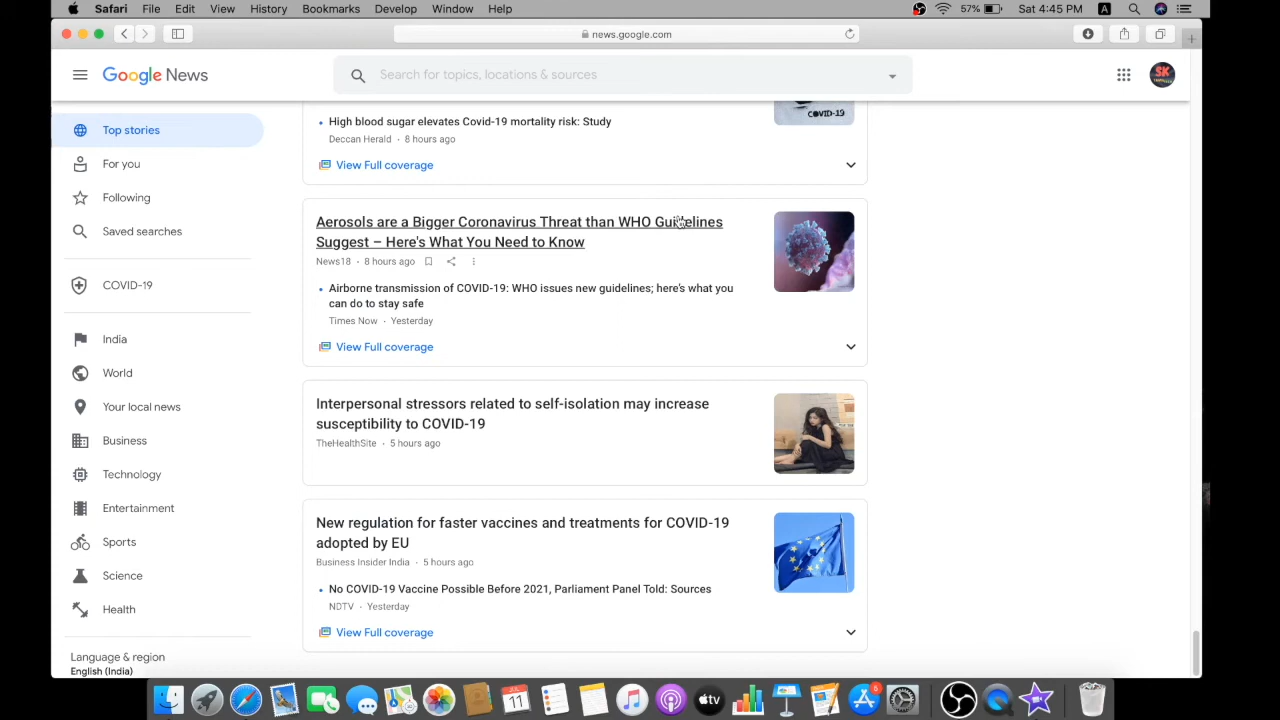 Safari File Edit View History Bookmarks Develop Window Help 57% Sat 4:45 PM A
news.google.com
Google News Search for topics, locations & sources SK
Top stories
For you
Following
Saved searches
COVID-19
India
World
Your local news
Business
Technology
Entertainment
Sports
Science
Health
Language & region
English (India)
COVID-19
High blood sugar elevates Covid-19 mortality risk: Study
Deccan Herald · 8 hours ago
View Full coverage
Aerosols are a Bigger Coronavirus Threat than WHO Guidelines
Suggest – Here's What You Need to Know
News18 · 8 hours ago
Airborne transmission of COVID-19: WHO issues new guidelines; here's what you
can do to stay safe
Times Now · Yesterday
View Full coverage
Interpersonal stressors related to self-isolation may increase
susceptibility to COVID-19
TheHealthSite · 5 hours ago
New regulation for faster vaccines and treatments for COVID-19
adopted by EU
Business Insider India · 5 hours ago
No COVID-19 Vaccine Possible Before 2021, Parliament Panel Told: Sources
NDTV · Yesterday
View Full coverage
JUL
11
tv